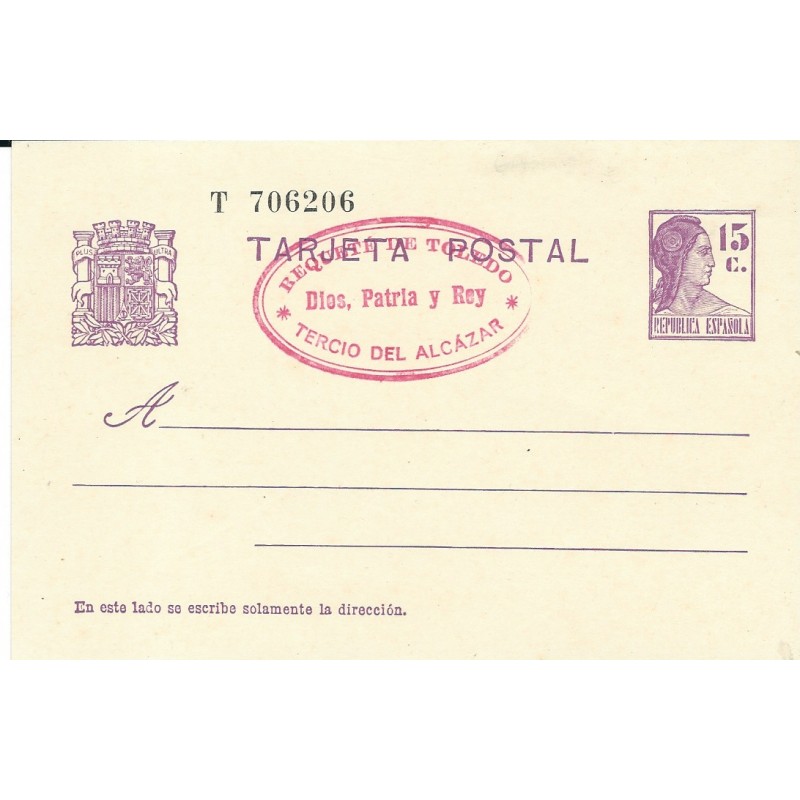 T 706206
TARJETA POSTAL
15 C.
REPUBLICA ESPAÑOLA
PLUS ULTRA
REQUETÉ DE TOLEDO
Dios, Patria y Rey
* TERCIO DEL ALCÁZAR *
A
En este lado se escribe solamente la dirección.